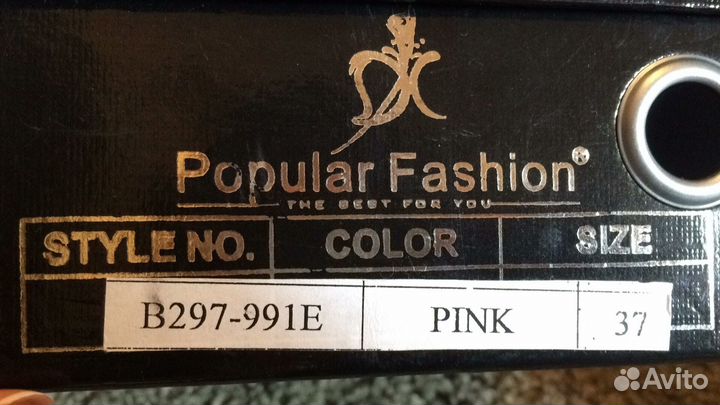 Popular Fashion®
THE BEST FOR YOU
STYLE NO. COLOR SIZE
B297-991E PINK 37
Avito